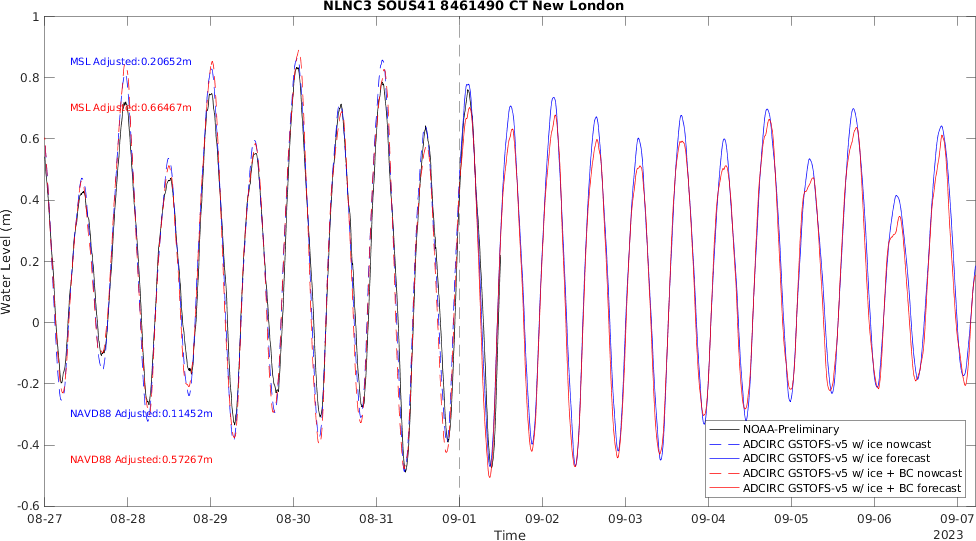 NLNC3 SOUS41 8461490 CT New London
1
0.8
0.6
0.4
0.2
0
-0.2
-0.4
-0.6
Water Level (m)
MSL Adjusted:0.20652m
MSL Adjusted:0.66467m
NAVD88 Adjusted:0.11452m
NAVD88 Adjusted:0.57267m
NOAA-Preliminary
ADCIRC GSTOFS-v5 w/ ice nowcast
ADCIRC GSTOFS-v5 w/ ice forecast
ADCIRC GSTOFS-v5 w/ ice + BC nowcast
ADCIRC GSTOFS-v5 w/ ice + BC forecast
08-27 08-28 08-29 08-30 08-31 09-01 09-02 09-03 09-04 09-05 09-06 09-07
Time
2023